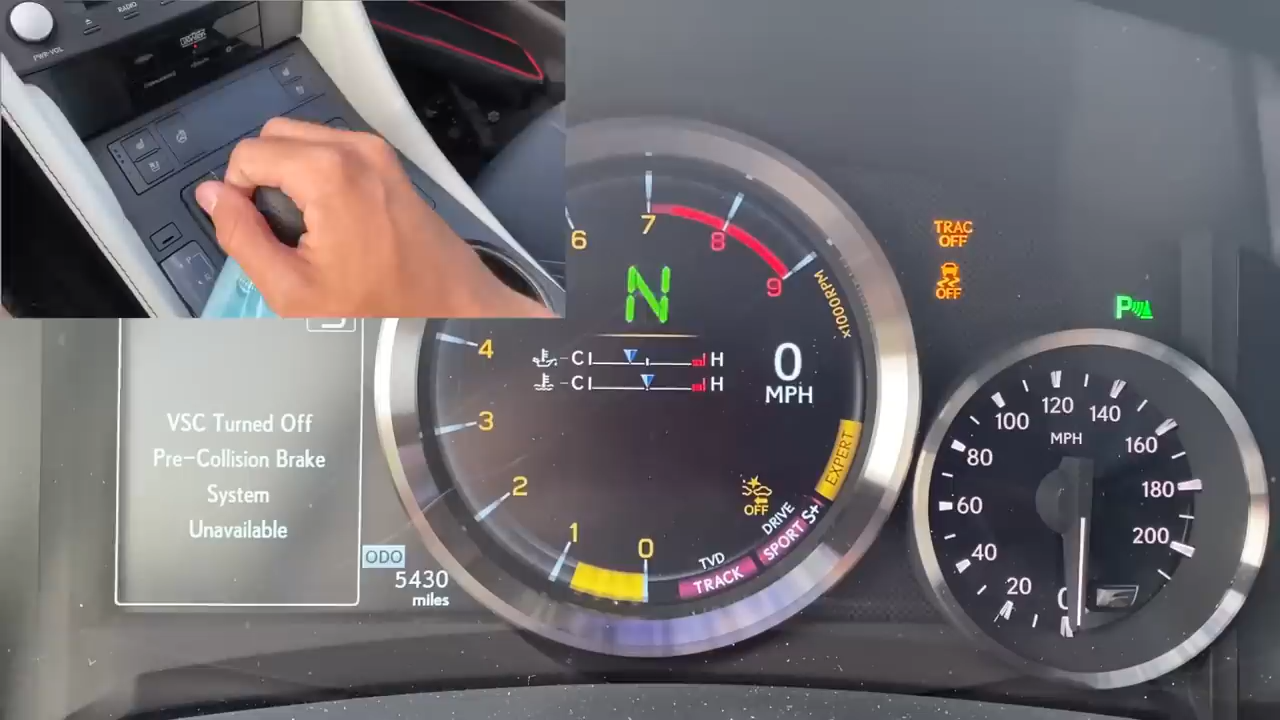 RADIO
PWR•VOL
6
7
8
9
x1000RPM
N
4
C H
C H
0
MPH
3
2
1
0
EXPERT
OFF
DRIVE
SPORT S+
TVD
TRACK
VSC Turned Off
Pre-Collision Brake
System
Unavailable
ODO
5430
miles
TRAC
OFF
OFF
P
100
120
140
MPH
160
80
180
60
200
40
20
0